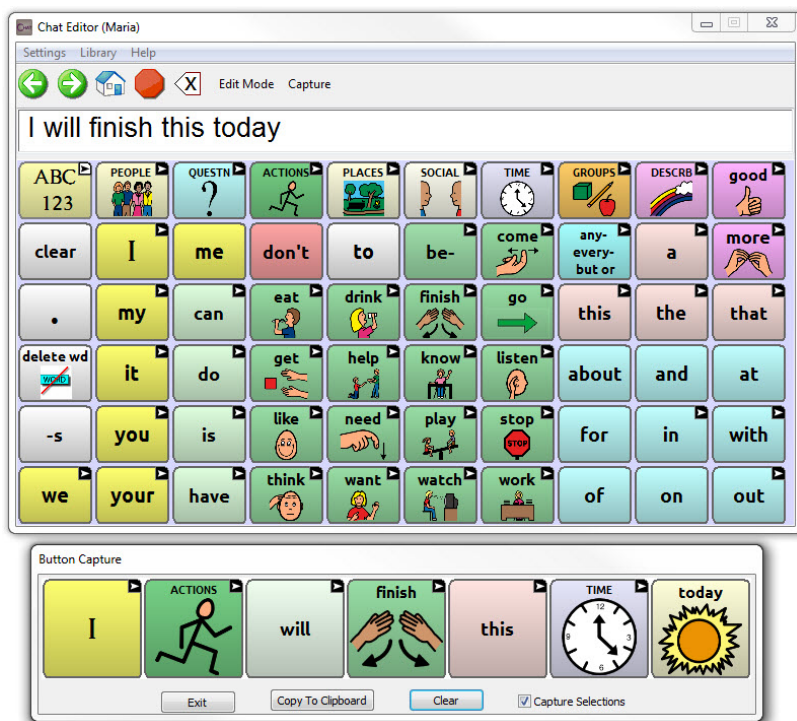 Chat Editor (Maria)
Settings Library Help
X Edit Mode Capture
I will finish this today
ABC 123 PEOPLE QUESTN ? ACTIONS PLACES SOCIAL TIME GROUPS DESCRB good
clear I me don't to be- come any- every- but or a more
. my can eat drink finish go this the that
delete wd WORD it do get help know listen about and at
-s you is like need play stop STOP for in with
we your have think want watch work of on out
Button Capture
I ACTIONS will finish this TIME 12 3 6 9 today
Exit Copy To Clipboard Clear Capture Selections